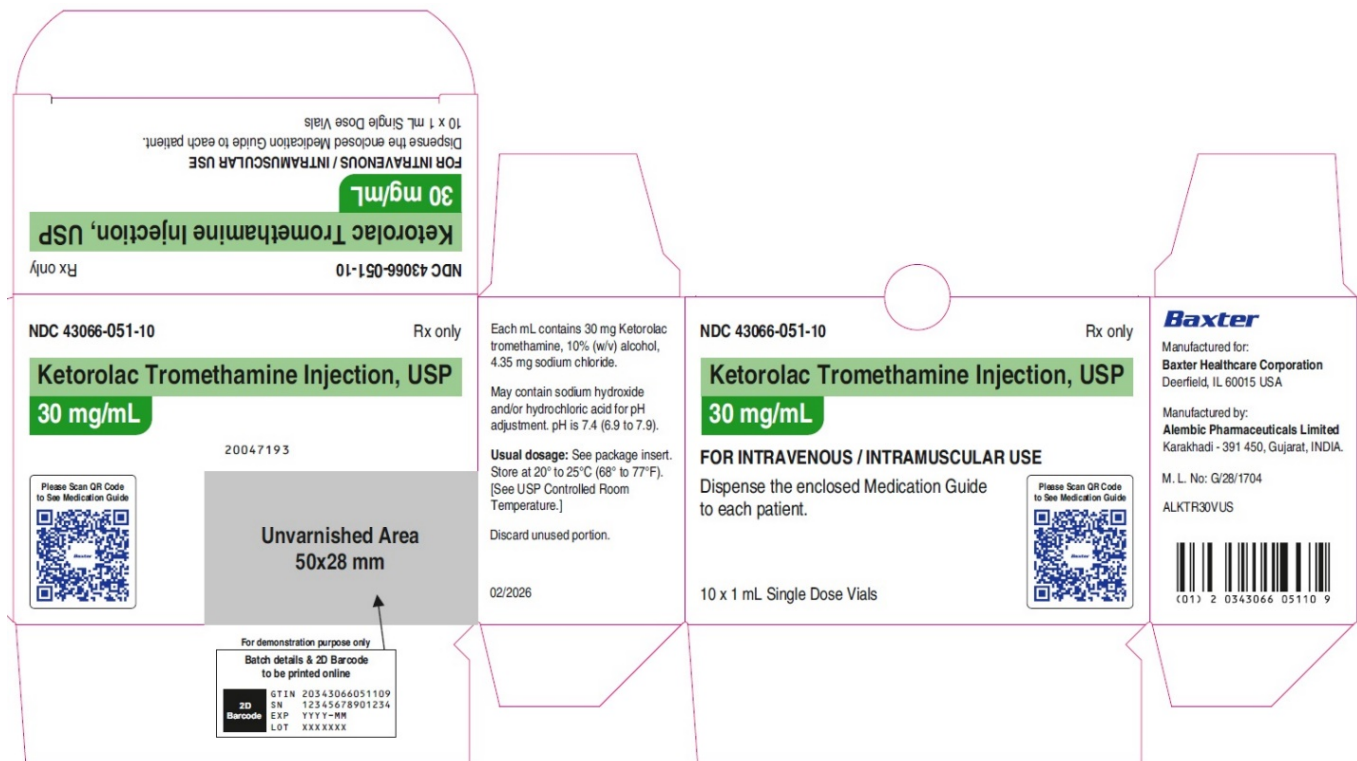 10 x 1 mL Single Dose Vials
Dispense the enclosed Medication Guide to each patient.
FOR INTRAVENOUS / INTRAMUSCULAR USE
30 mg/mL
Ketorolac Tromethamine Injection, USP
NDC 43066-051-10
Rx only
NDC 43066-051-10
Rx only
Ketorolac Tromethamine Injection, USP
30 mg/mL
20047193
Please Scan QR Code
to See Medication Guide
Baxter
Unvarnished Area
50x28 mm
For demonstration purpose only
Batch details & 2D Barcode
to be printed online
2D
Barcode
GTIN 20343066051109
SN 12345678901234
EXP YYYY-MM
LOT XXXXXXX
Each mL contains 30 mg Ketorolac
tromethamine, 10% (w/v) alcohol,
4.35 mg sodium chloride.
May contain sodium hydroxide
and/or hydrochloric acid for pH
adjustment. pH is 7.4 (6.9 to 7.9).
Usual dosage: See package insert.
Store at 20° to 25°C (68° to 77°F).
[See USP Controlled Room
Temperature.]
Discard unused portion.
02/2026
NDC 43066-051-10
Rx only
Ketorolac Tromethamine Injection, USP
30 mg/mL
FOR INTRAVENOUS / INTRAMUSCULAR USE
Dispense the enclosed Medication Guide
to each patient.
10 x 1 mL Single Dose Vials
Please Scan QR Code
to See Medication Guide
Baxter
Baxter
Manufactured for:
Baxter Healthcare Corporation
Deerfield, IL 60015 USA
Manufactured by:
Alembic Pharmaceuticals Limited
Karakhadi - 391 450, Gujarat, INDIA.
M. L. No: G/28/1704
ALKTR30VUS
(01) 2 0343066 05110 9